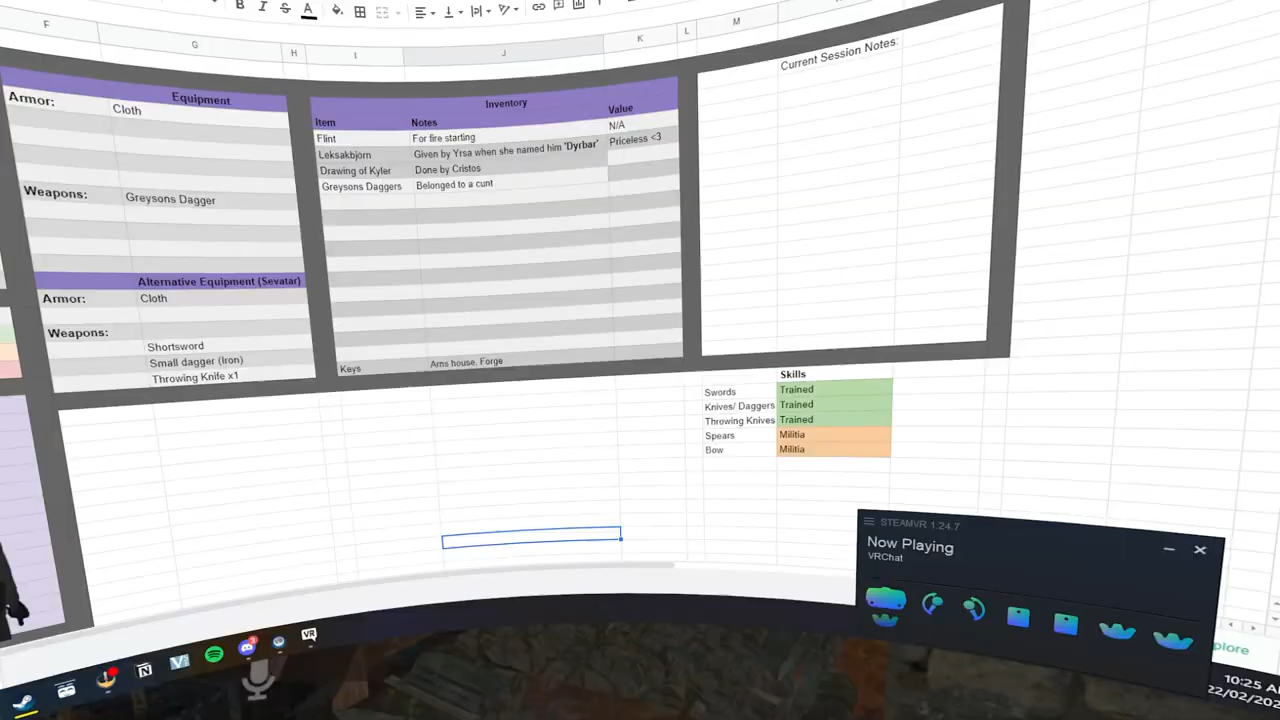 F G H I J K L M
Equipment
Armor: Cloth
Weapons: Greysons Dagger
Alternative Equipment (Sevatar)
Armor: Cloth
Weapons:
Shortsword
Small dagger (Iron)
Throwing Knife x1
Inventory
Item Notes Value
Flint For fire starting N/A
Leksakbjorn Given by Yrsa when she named him 'Dyrbar' Priceless <3
Drawing of Kyler Done by Cristos
Greysons Daggers Belonged to a cunt
Keys Arns house, Forge
Current Session Notes:
Skills
Swords Trained
Knives/ Daggers Trained
Throwing Knives Trained
Spears Militia
Bow Militia
STEAMVR 1.24.7
Now Playing
VRChat
plore
VR
10:25 A
22/02/202